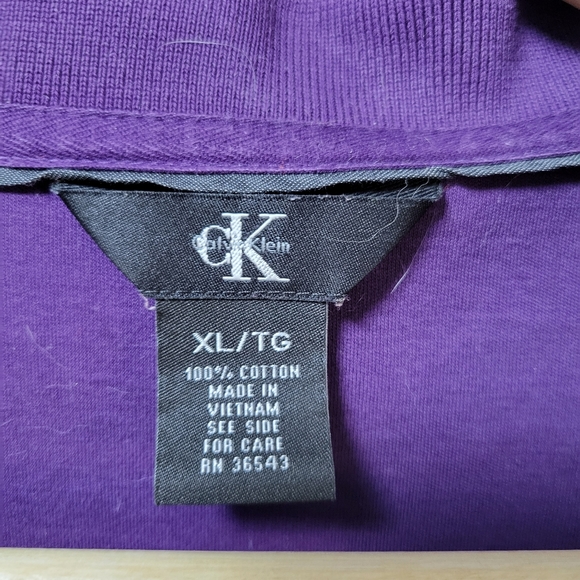 CK
Calvin Klein
XL/TG
100% COTTON
MADE IN
VIETNAM
SEE SIDE
FOR CARE
RN 36543